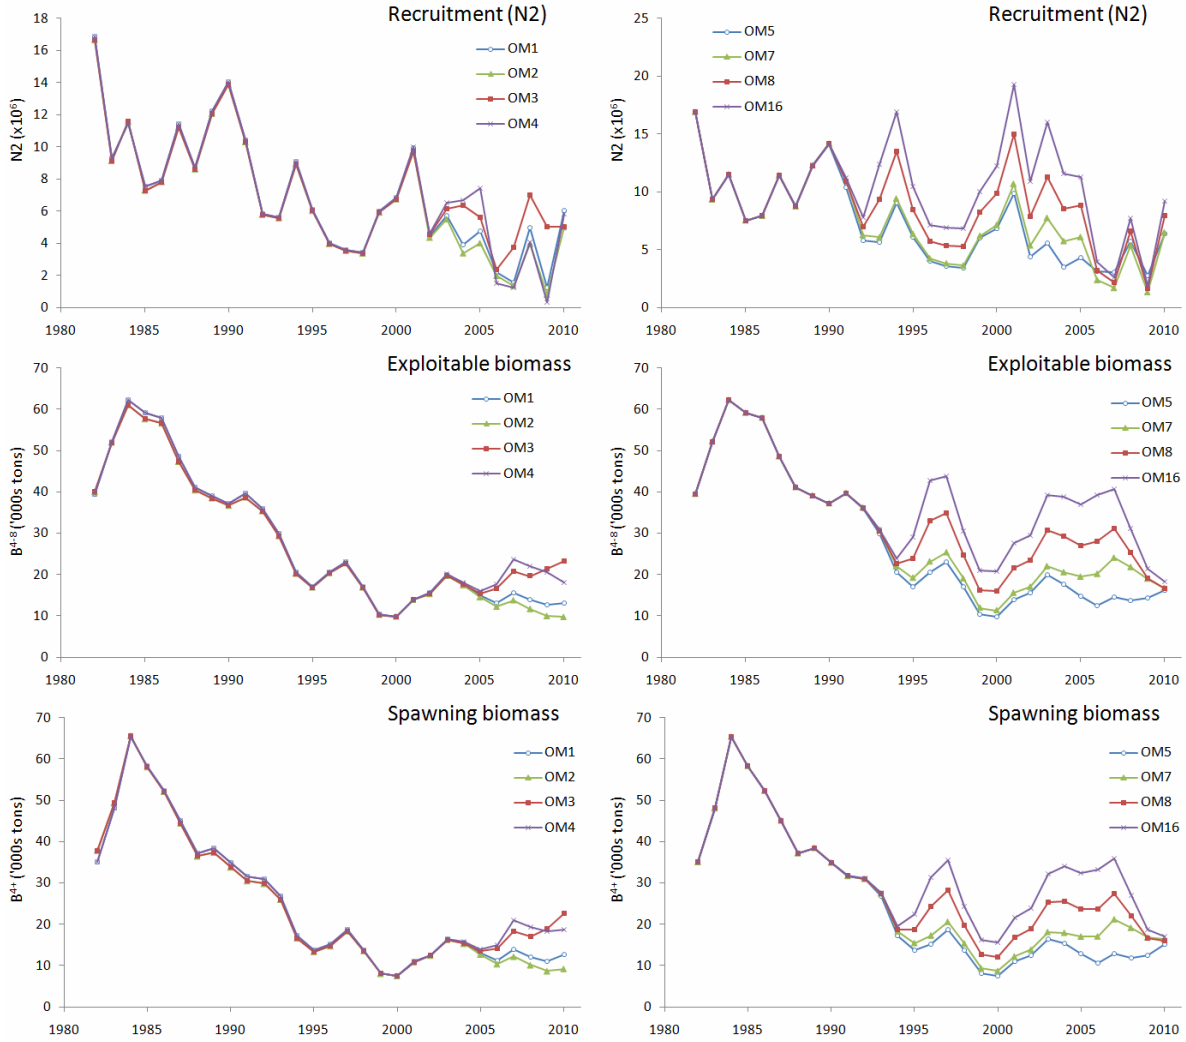 Recruitment (N2)
N2 (x10⁶)
18
16
14
12
10
8
6
4
2
0
OM1
OM2
OM3
OM4
1980 1985 1990 1995 2000 2005 2010
Recruitment (N2)
N2 (x10⁶)
25
20
15
10
5
0
OM5
OM7
OM8
OM16
1980 1985 1990 1995 2000 2005 2010
Exploitable biomass
B⁴⁻⁸ ('000s tons)
70
60
50
40
30
20
10
0
OM1
OM2
OM3
OM4
1980 1985 1990 1995 2000 2005 2010
Exploitable biomass
B⁴⁻⁸ ('000s tons)
70
60
50
40
30
20
10
0
OM5
OM7
OM8
OM16
1980 1985 1990 1995 2000 2005 2010
Spawning biomass
B⁴⁺ ('000s tons)
70
60
50
40
30
20
10
0
OM1
OM2
OM3
OM4
1980 1985 1990 1995 2000 2005 2010
Spawning biomass
B⁴⁺ ('000s tons)
70
60
50
40
30
20
10
0
OM5
OM7
OM8
OM16
1980 1985 1990 1995 2000 2005 2010